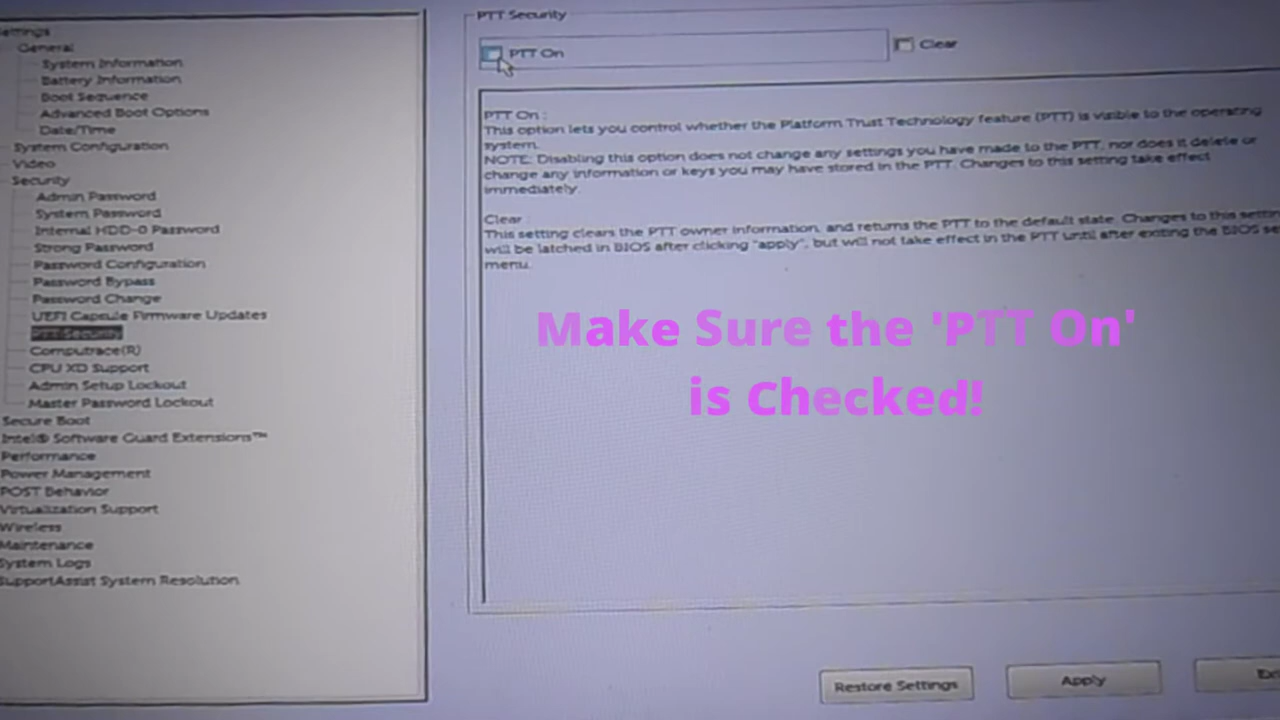 Settings
General
System Information
Battery Information
Boot Sequence
Advanced Boot Options
Date/Time
System Configuration
Video
Security
Admin Password
System Password
Internal HDD-0 Password
Strong Password
Password Configuration
Password Bypass
Password Change
UEFI Capsule Firmware Updates
PTT Security
Computrace(R)
CPU XD Support
Admin Setup Lockout
Master Password Lockout
Secure Boot
Intel® Software Guard Extensions™
Performance
Power Management
POST Behavior
Virtualization Support
Wireless
Maintenance
System Logs
SupportAssist System Resolution
PTT Security
PTT On
Clear
PTT On :
This option lets you control whether the Platform Trust Technology feature (PTT) is visible to the operating
system.
NOTE: Disabling this option does not change any settings you have made to the PTT, nor does it delete or
change any information or keys you may have stored in the PTT. Changes to this setting take effect
immediately.
Clear :
This setting clears the PTT owner information, and returns the PTT to the default state. Changes to this settin
will be latched in BIOS after clicking "apply", but will not take effect in the PTT until after exiting the BIOS se
menu.
Make Sure the 'PTT On'
is Checked!
Restore Settings
Apply
Exi